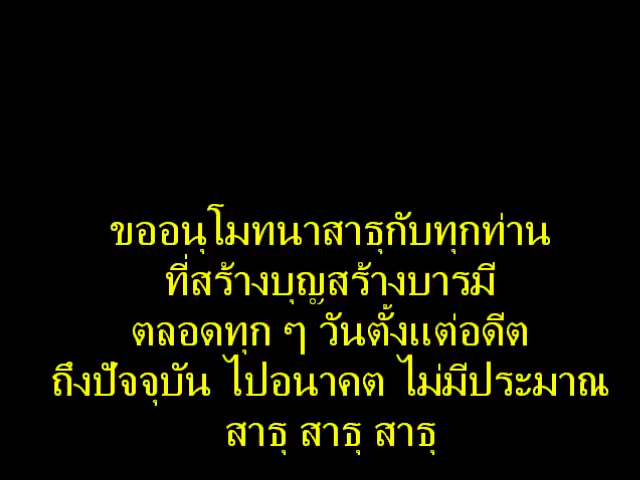 ขออนุโมทนาสาธุกับทุกท่าน
ที่สร้างบุญสร้างบารมี
ตลอดทุก ๆ วันตั้งแต่อดีต
ถึงปัจจุบัน ไปอนาคต ไม่มีประมาณ
สาธุ สาธุ สาธุ